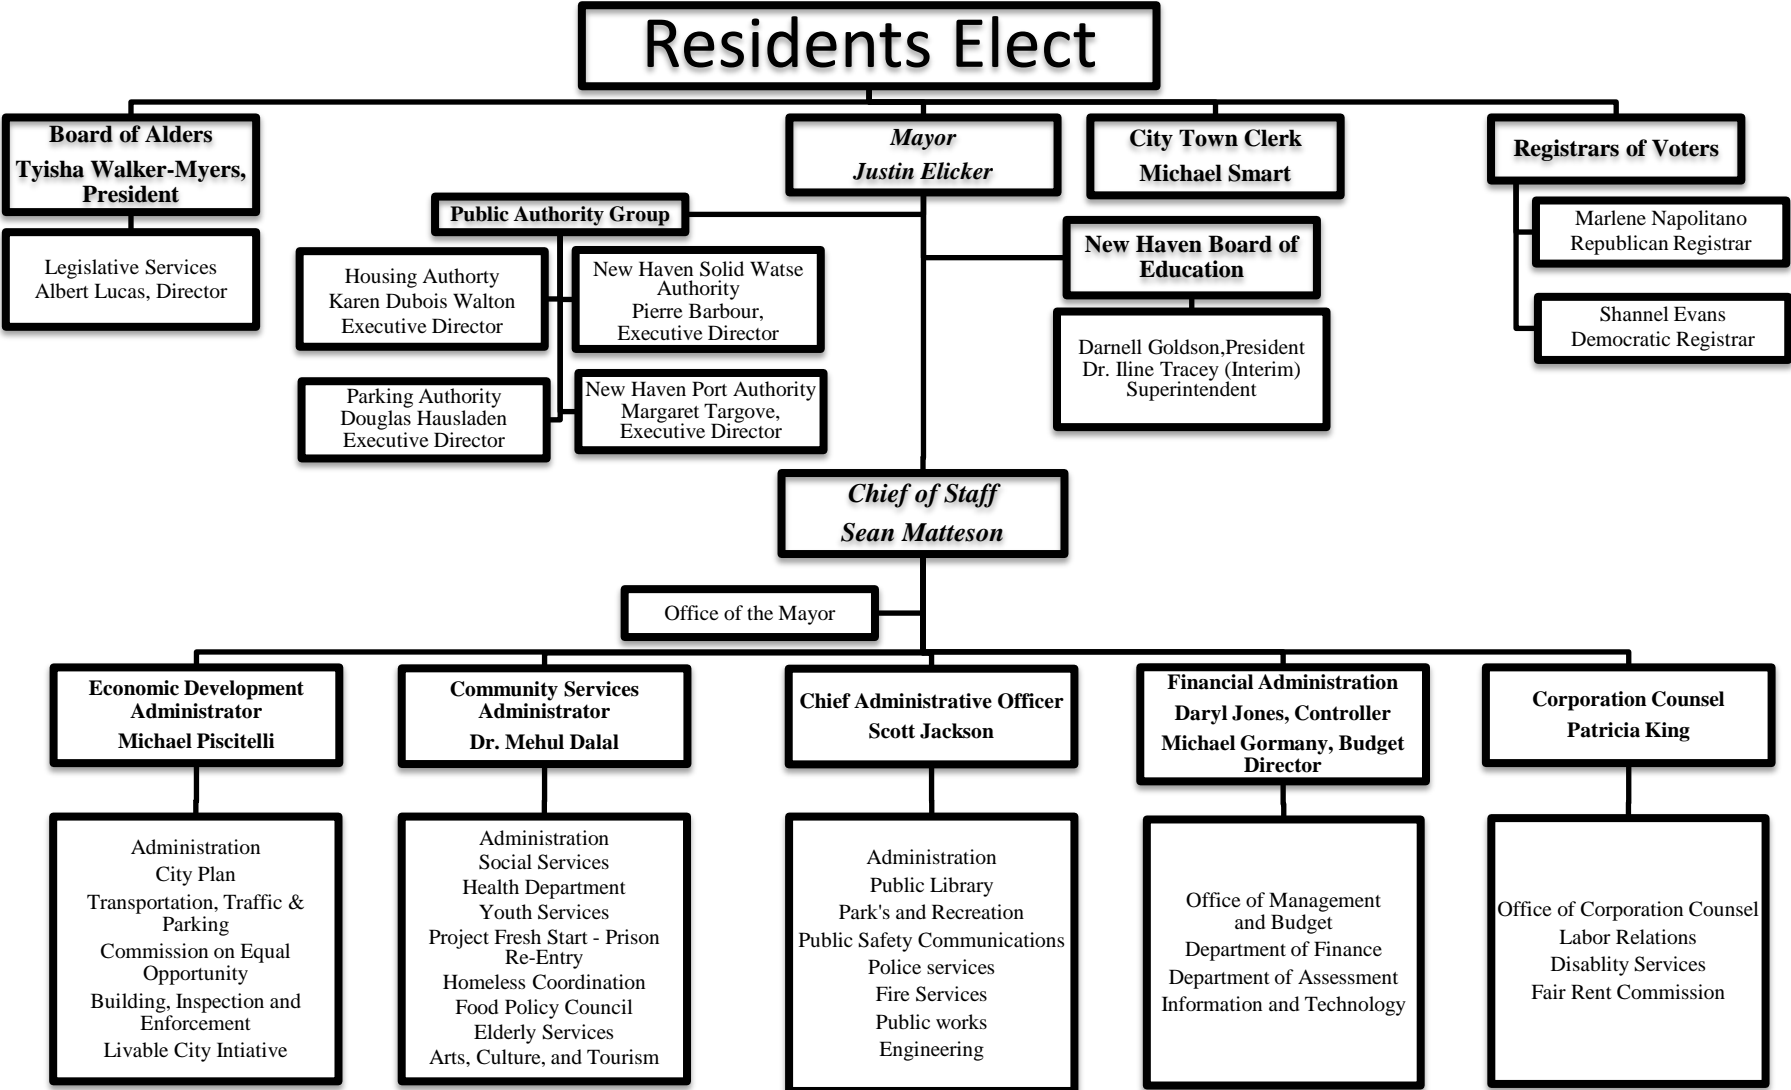 Residents Elect
Board of Alders
Tyisha Walker-Myers,
President
Legislative Services
Albert Lucas, Director
Mayor
Justin Elicker
City Town Clerk
Michael Smart
Registrars of Voters
Marlene Napolitano
Republican Registrar
Shannel Evans
Democratic Registrar
Public Authority Group
Housing Authorty
Karen Dubois Walton
Executive Director
New Haven Solid Watse
Authority
Pierre Barbour,
Executive Director
Parking Authority
Douglas Hausladen
Executive Director
New Haven Port Authority
Margaret Targove,
Executive Director
New Haven Board of
Education
Darnell Goldson,President
Dr. Iline Tracey (Interim)
Superintendent
Chief of Staff
Sean Matteson
Office of the Mayor
Economic Development
Administrator
Michael Piscitelli
Administration
City Plan
Transportation, Traffic &
Parking
Commission on Equal
Opportunity
Building, Inspection and
Enforcement
Livable City Intiative
Community Services
Administrator
Dr. Mehul Dalal
Administration
Social Services
Health Department
Youth Services
Project Fresh Start - Prison
Re-Entry
Homeless Coordination
Food Policy Council
Elderly Services
Arts, Culture, and Tourism
Chief Administrative Officer
Scott Jackson
Administration
Public Library
Park's and Recreation
Public Safety Communications
Police services
Fire Services
Public works
Engineering
Financial Administration
Daryl Jones, Controller
Michael Gormany, Budget
Director
Office of Management
and Budget
Department of Finance
Department of Assessment
Information and Technology
Corporation Counsel
Patricia King
Office of Corporation Counsel
Labor Relations
Disablity Services
Fair Rent Commission